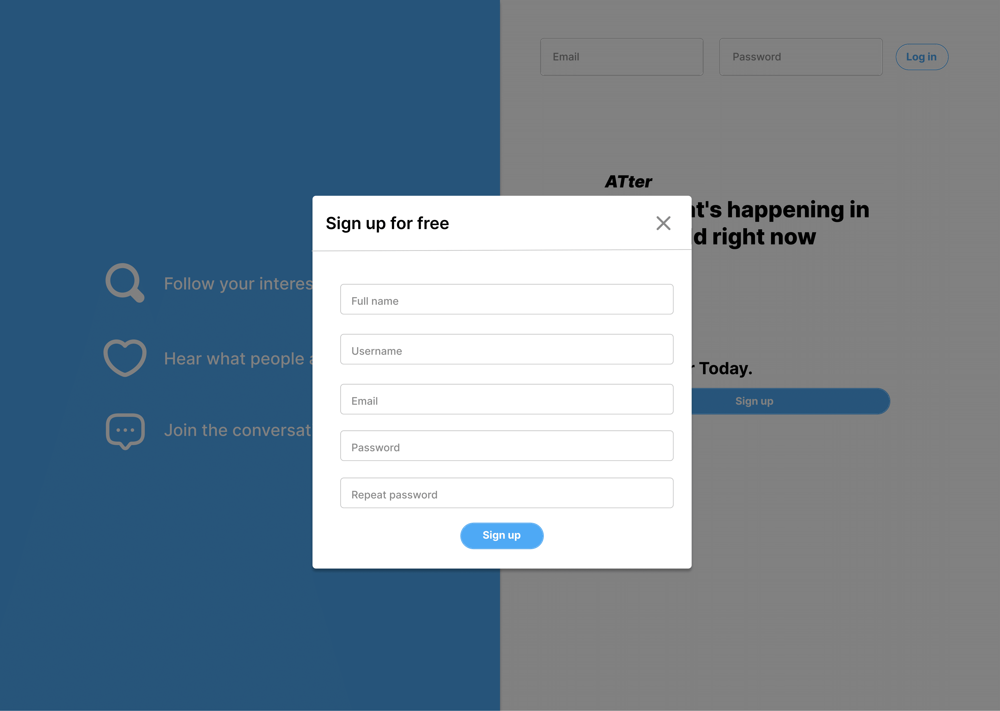 Email
Password
Log in
ATter
t's happening in
d right now
Sign up for free
Follow your interes
Full name
Hear what people
Username
Today.
Email
Sign up
Join the conversat
Password
Repeat password
Sign up